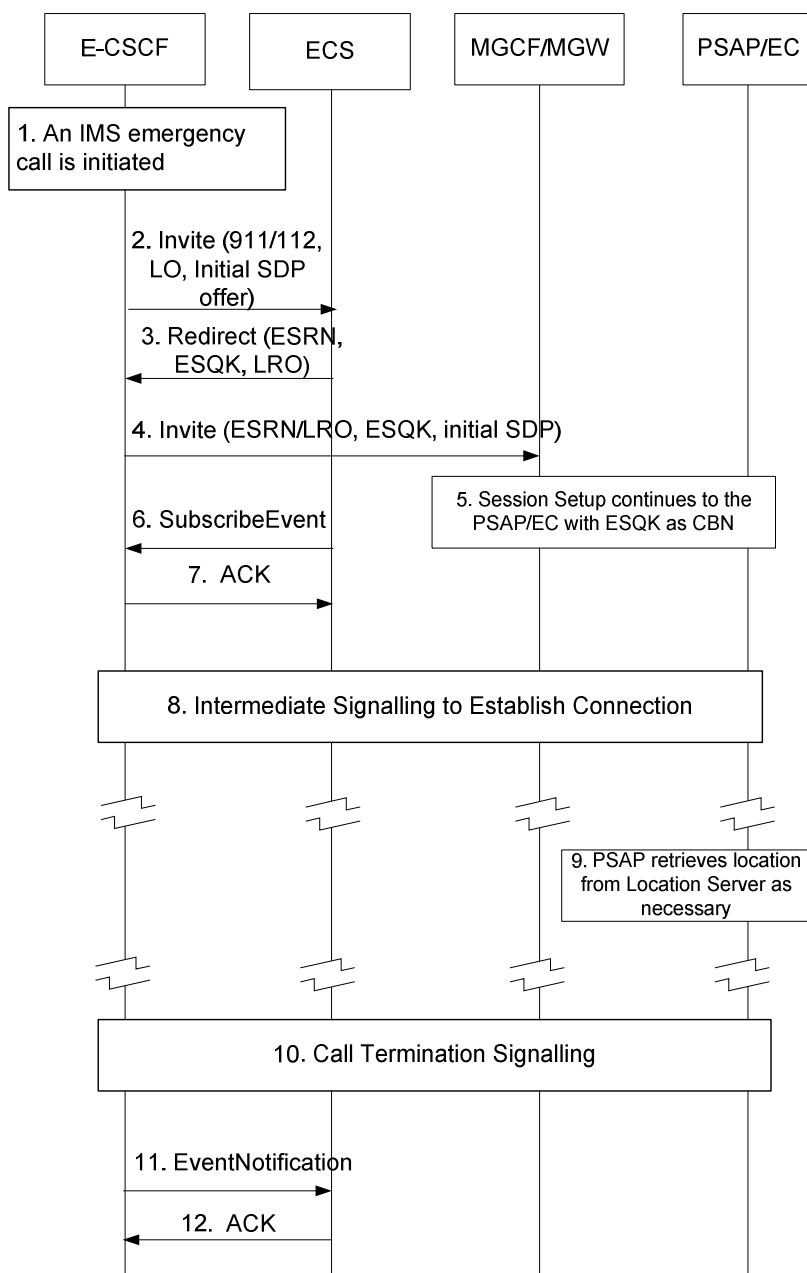 E-CSCF
ECS
MGCF/MGW
PSAP/EC
1. An IMS emergency
call is initiated
2. Invite (911/112,
LO, Initial SDP
offer)
3. Redirect (ESRN,
ESQK, LRO)
4. Invite (ESRN/LRO, ESQK, initial SDP)
5. Session Setup continues to the
PSAP/EC with ESQK as CBN
6. SubscribeEvent
7. ACK
8. Intermediate Signalling to Establish Connection
9. PSAP retrieves location
from Location Server as
necessary
10. Call Termination Signalling
11. EventNotification
12. ACK